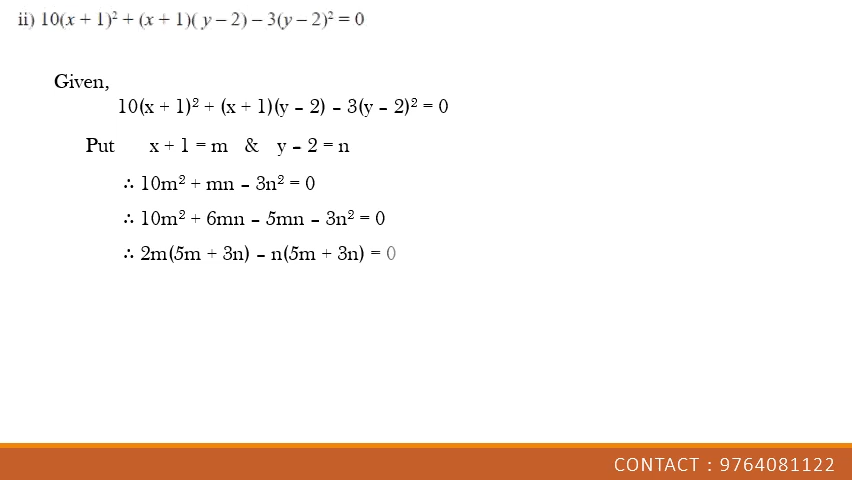 ii) 10(x + 1)² + (x + 1)( y – 2) – 3(y – 2)² = 0
Given,
10(x + 1)² + (x + 1)(y – 2) – 3(y – 2)² = 0
Put x + 1 = m & y – 2 = n
∴ 10m² + mn – 3n² = 0
∴ 10m² + 6mn – 5mn – 3n² = 0
∴ 2m(5m + 3n) – n(5m + 3n) = 0
CONTACT : 9764081122